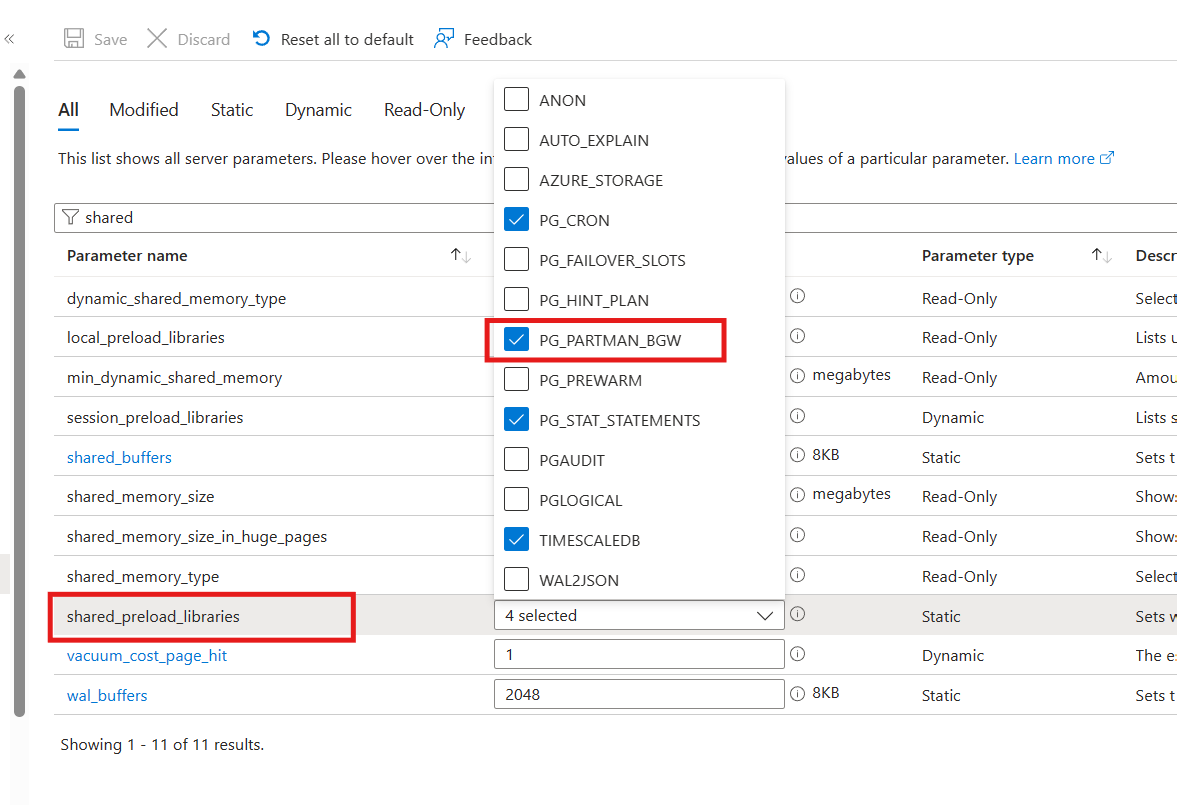 Save Discard Reset all to default Feedback
All Modified Static Dynamic Read-Only
This list shows all server parameters. Please hover over the in
values of a particular parameter. Learn more
shared
ANON
AUTO_EXPLAIN
AZURE_STORAGE
PG_CRON
PG_FAILOVER_SLOTS
PG_HINT_PLAN
PG_PARTMAN_BGW
PG_PREWARM
PG_STAT_STATEMENTS
PGAUDIT
PGLOGICAL
TIMESCALEDB
WAL2JSON
Parameter name Parameter type Descr
dynamic_shared_memory_type Read-Only Select
local_preload_libraries Read-Only Lists u
min_dynamic_shared_memory megabytes Read-Only Amou
session_preload_libraries Dynamic Lists s
shared_buffers 8KB Static Sets t
shared_memory_size megabytes Read-Only Show
shared_memory_size_in_huge_pages Read-Only Show
shared_memory_type Read-Only Select
shared_preload_libraries 4 selected Static Sets w
vacuum_cost_page_hit 1 Dynamic The e
wal_buffers 2048 8KB Static Sets t
Showing 1 - 11 of 11 results.